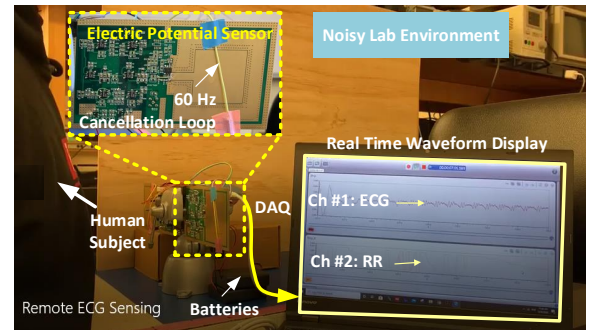 Electric Potential Sensor
Noisy Lab Environment
60 Hz
Cancellation Loop
Real Time Waveform Display
Ch #1: ECG
DAQ
Human
Subject
Ch #2: RR
Remote ECG Sensing
Batteries